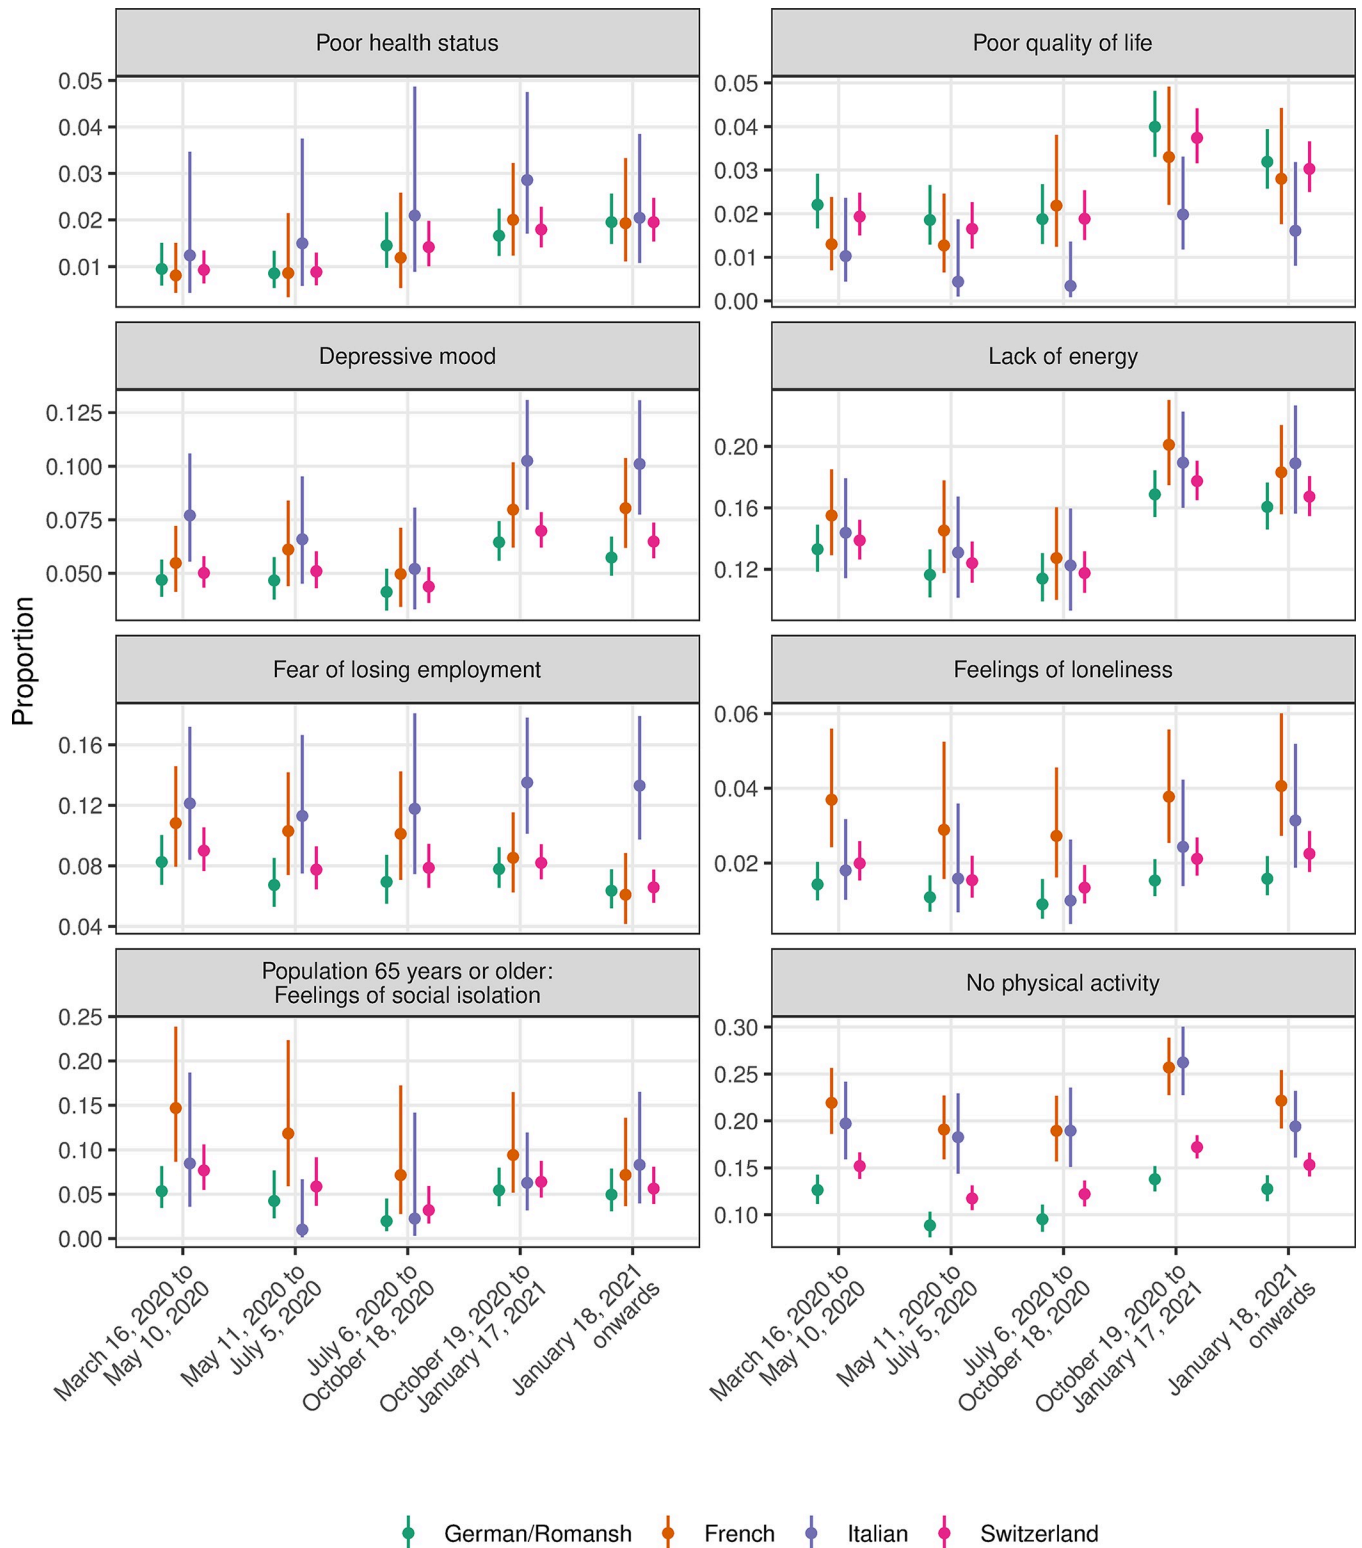 Poor health status
Poor quality of life
0.05
0.04
0.03
0.02
0.01
0.05
0.04
0.03
0.02
0.01
0.00
Depressive mood
Lack of energy
0.125
0.100
0.075
0.050
0.20
0.16
0.12
Proportion
Fear of losing employment
Feelings of loneliness
0.16
0.12
0.08
0.04
0.06
0.04
0.02
Population 65 years or older:
Feelings of social isolation
No physical activity
0.25
0.20
0.15
0.10
0.05
0.00
0.30
0.25
0.20
0.15
0.10
March 16, 2020 to
May 10, 2020
May 11, 2020 to
July 5, 2020
July 6, 2020 to
October 18, 2020
October 19, 2020 to
January 17, 2021
January 18, 2021
onwards
March 16, 2020 to
May 10, 2020
May 11, 2020 to
July 5, 2020
July 6, 2020 to
October 18, 2020
October 19, 2020 to
January 17, 2021
January 18, 2021
onwards
German/Romansh French Italian Switzerland